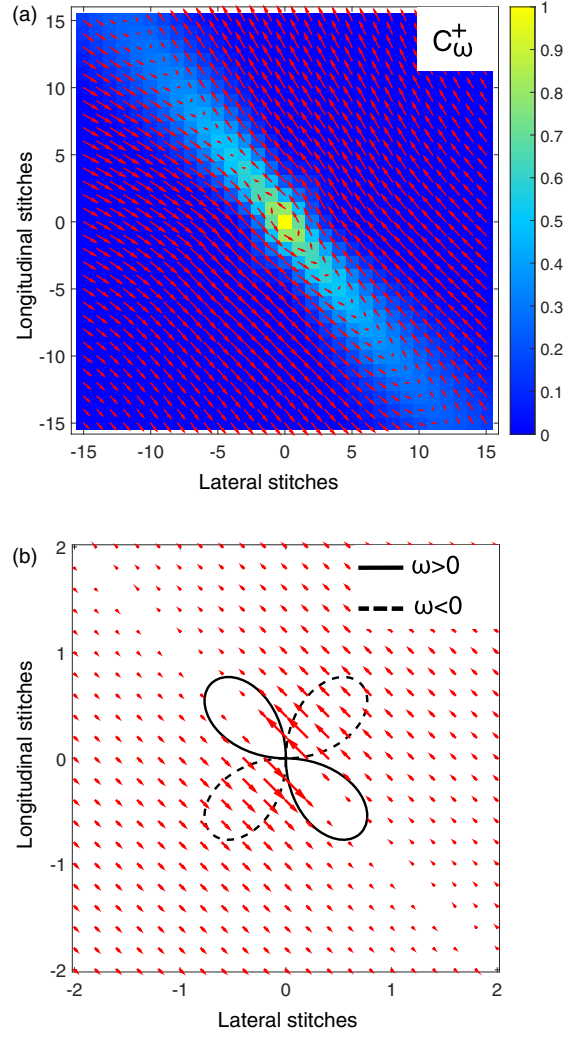 (a)
C_ω^+
15
10
5
0
-5
-10
-15
-15 -10 -5 0 5 10 15
Longitudinal stitches
Lateral stitches
1
0.9
0.8
0.7
0.6
0.5
0.4
0.3
0.2
0.1
0
(b)
ω>0
ω<0
2
1
0
-1
-2
-2 -1 0 1 2
Longitudinal stitches
Lateral stitches